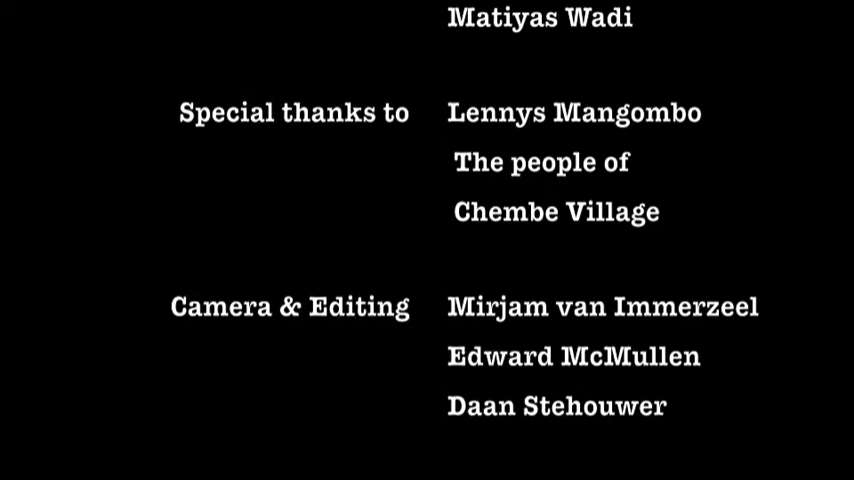 Matiyas Wadi
Special thanks to Lennys Mangombo
The people of
Chembe Village
Camera & Editing Mirjam van Immerzeel
Edward McMullen
Daan Stehouwer